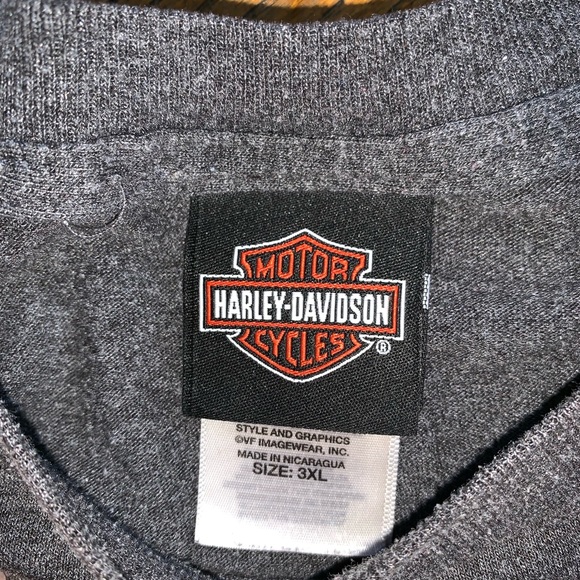 MOTOR
HARLEY-DAVIDSON
CYCLES
®
STYLE AND GRAPHICS
©VF IMAGEWEAR, INC.
MADE IN NICARAGUA
SIZE: 3XL